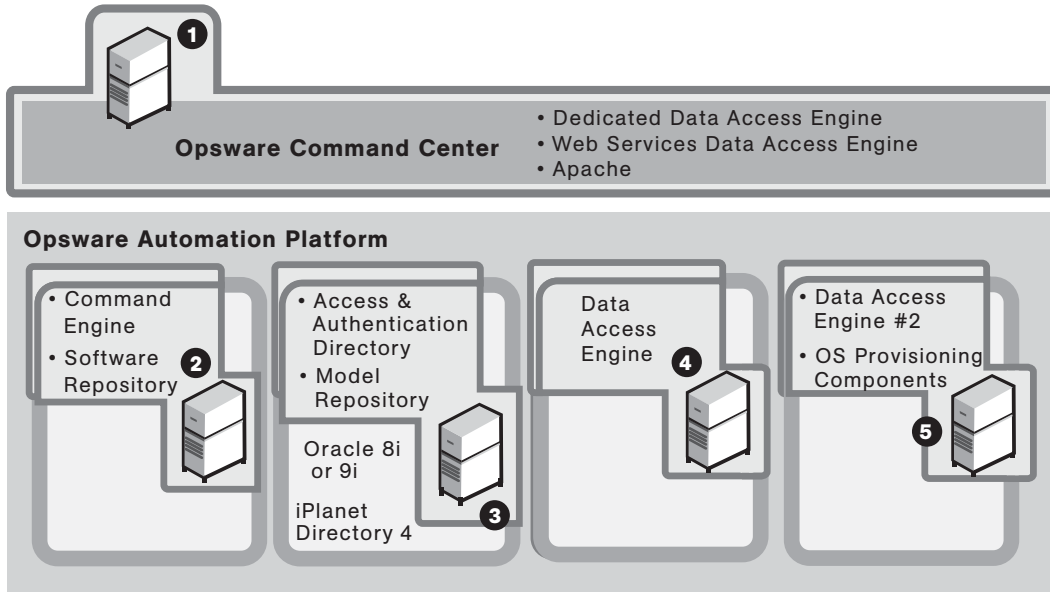 1
Opsware Command Center
• Dedicated Data Access Engine
• Web Services Data Access Engine
• Apache
Opsware Automation Platform
• Command
Engine
• Software
Repository
2
• Access &
Authentication
Directory
• Model
Repository
Oracle 8i
or 9i
iPlanet
Directory 4
3
Data
Access
Engine
4
• Data Access
Engine #2
• OS Provisioning
Components
5